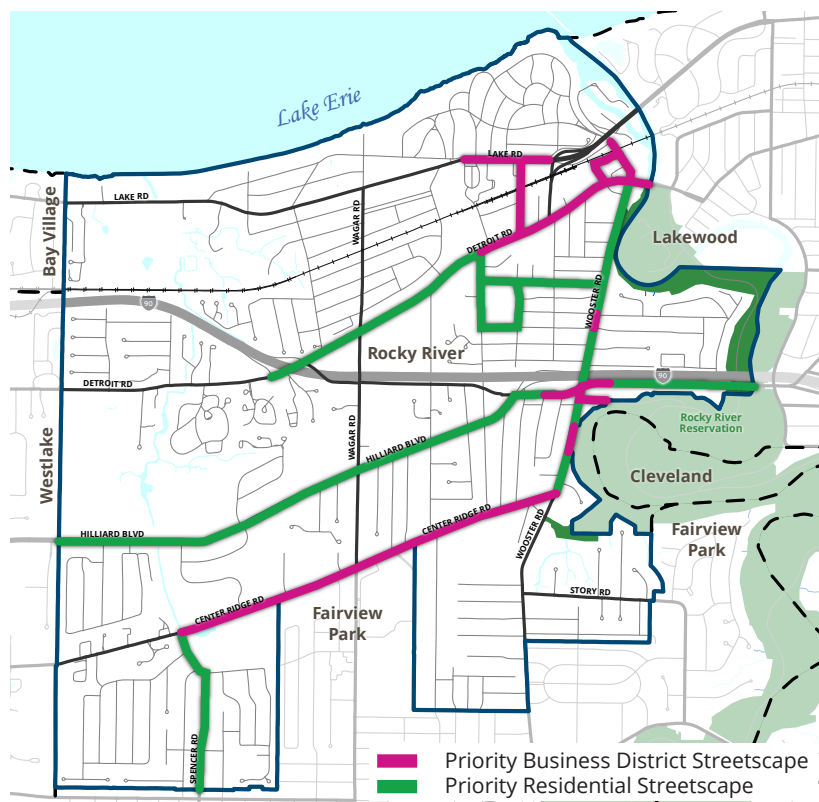 Lake Erie
LAKE RD
LAKE RD
Bay Village
WAGAR RD
DETROIT RD
Lakewood
90
WOOSTER RD
Rocky River
90
DETROIT RD
Rocky River
Reservation
WAGAR RD
HILLIARD BLVD
Westlake
Cleveland
CENTER RIDGE RD
WOOSTER RD
Fairview
Park
HILLIARD BLVD
STORY RD
CENTER RIDGE RD
Fairview
Park
SPENCER RD
Priority Business District Streetscape
Priority Residential Streetscape